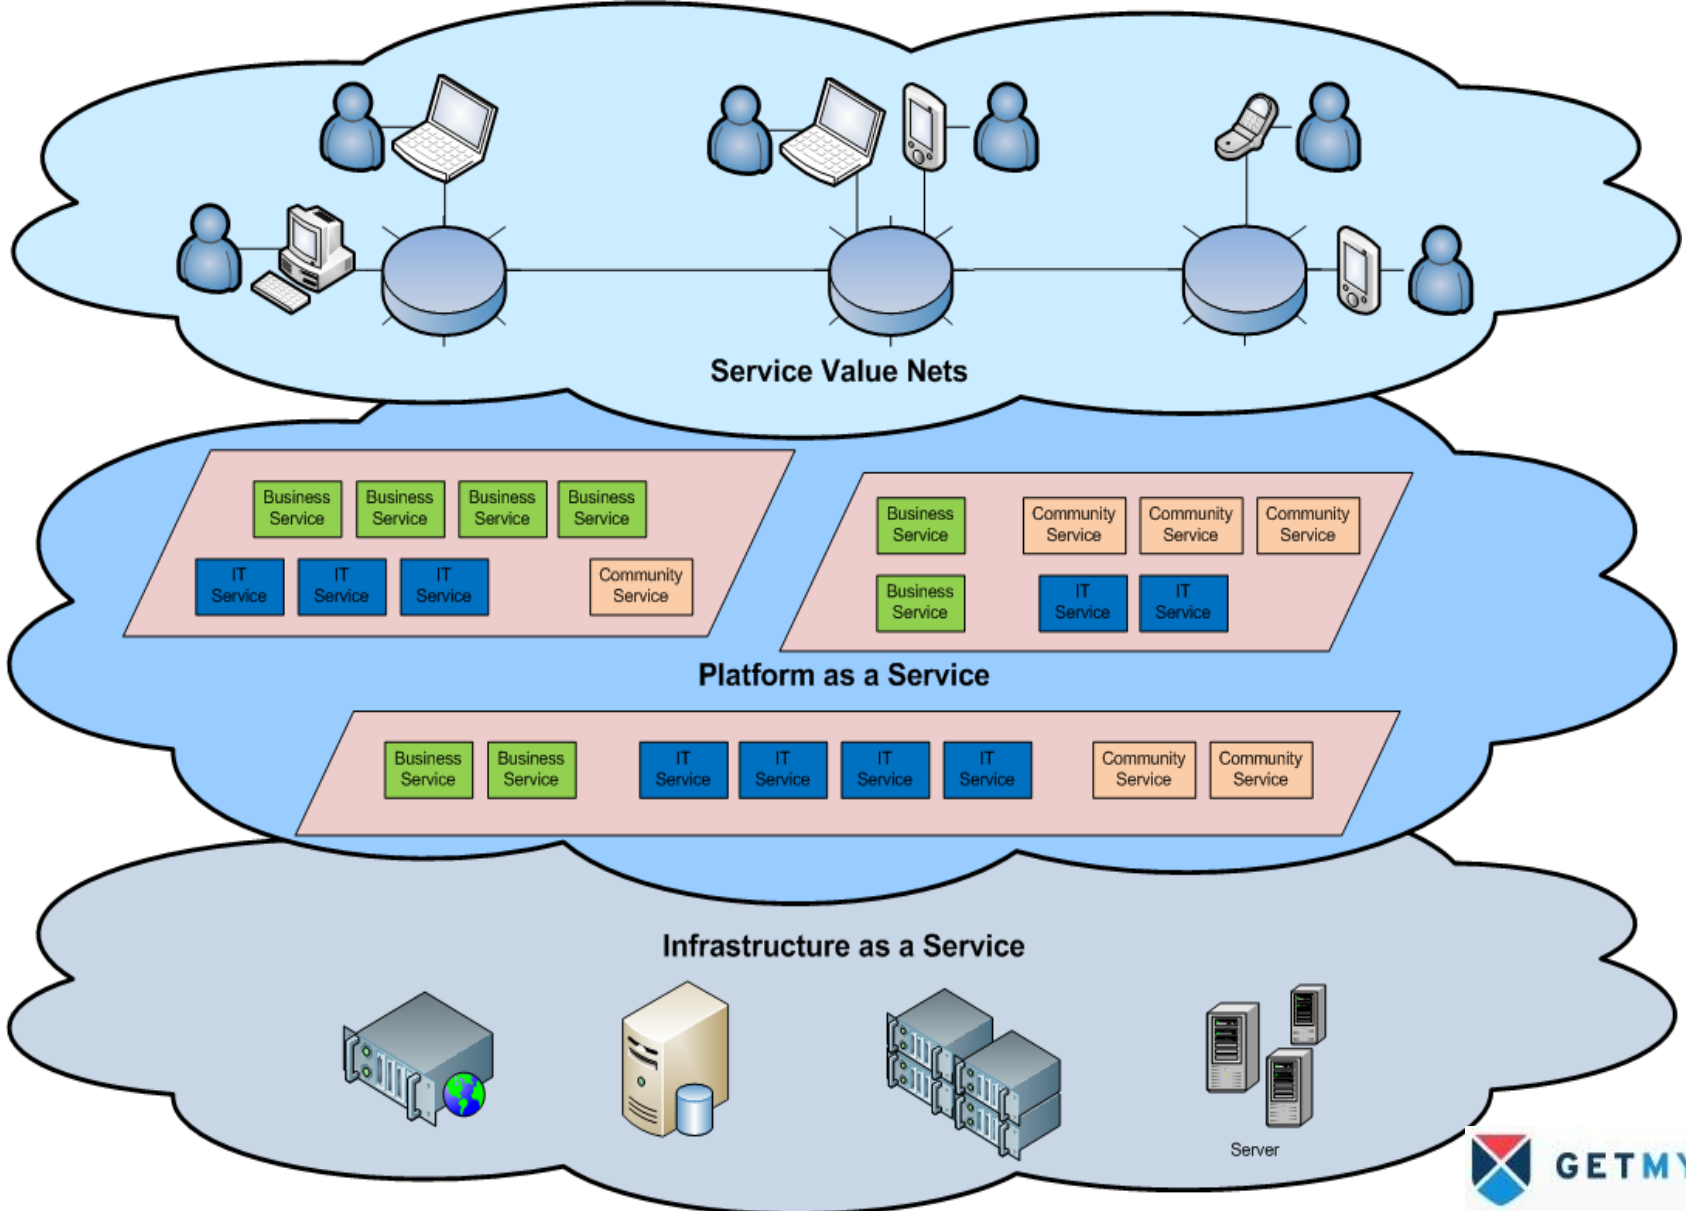 Service Value Nets
Business Business Business Business
Service Service Service Service
IT IT IT
Service Service Service
Community
Service
Business
Service
Community Community Community
Service Service Service
Business
Service
IT IT
Service Service
Platform as a Service
Business Business
Service Service
IT IT IT IT
Service Service Service Service
Community Community
Service Service
Infrastructure as a Service
Server
GETMY